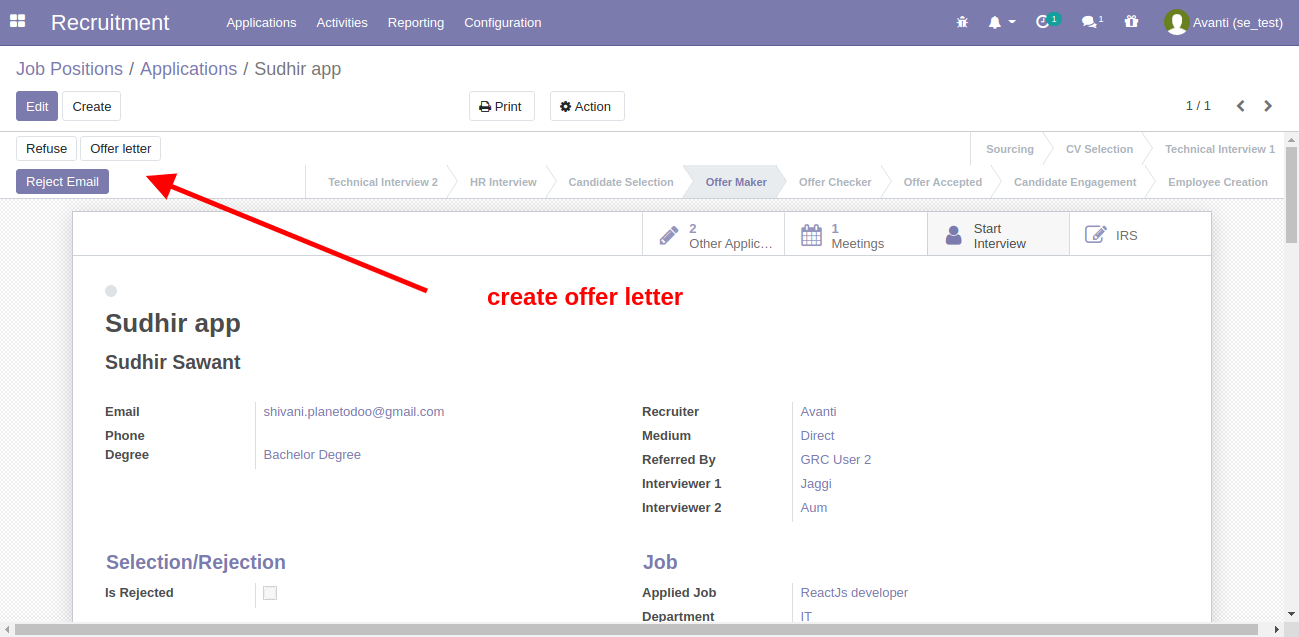 Recruitment Applications Activities Reporting Configuration 1 1 Avanti (se_test)
Job Positions / Applications / Sudhir app
Edit Create Print Action 1 / 1
Refuse Offer letter Sourcing CV Selection Technical Interview 1
Reject Email Technical Interview 2 HR Interview Candidate Selection Offer Maker Offer Checker Offer Accepted Candidate Engagement Employee Creation
2 Other Applic...
1 Meetings
Start Interview
IRS
create offer letter
Sudhir app
Sudhir Sawant
Email shivani.planetodoo@gmail.com
Phone
Degree Bachelor Degree
Recruiter Avanti
Medium Direct
Referred By GRC User 2
Interviewer 1 Jaggi
Interviewer 2 Aum
Selection/Rejection
Is Rejected
Job
Applied Job ReactJs developer
Department IT